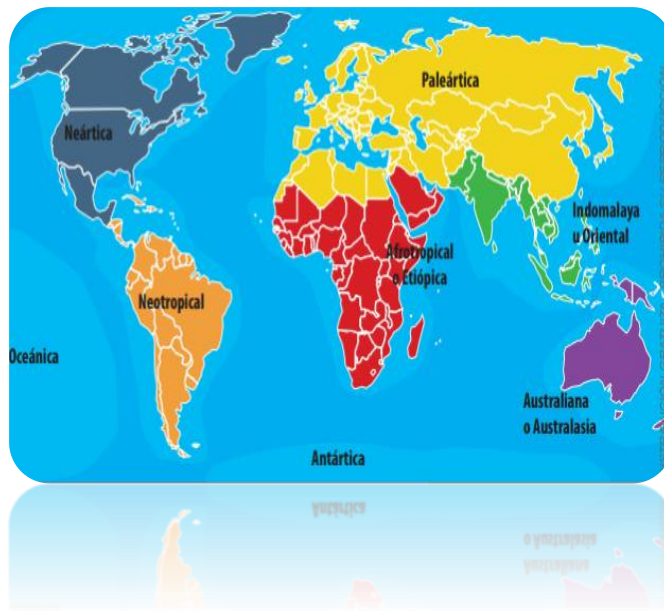 Paleártica
Neártica
Indomalaya
u Oriental
Afrotropical
o Etiópica
Neotropical
Oceánica
Australiana
o Australasia
Antártica